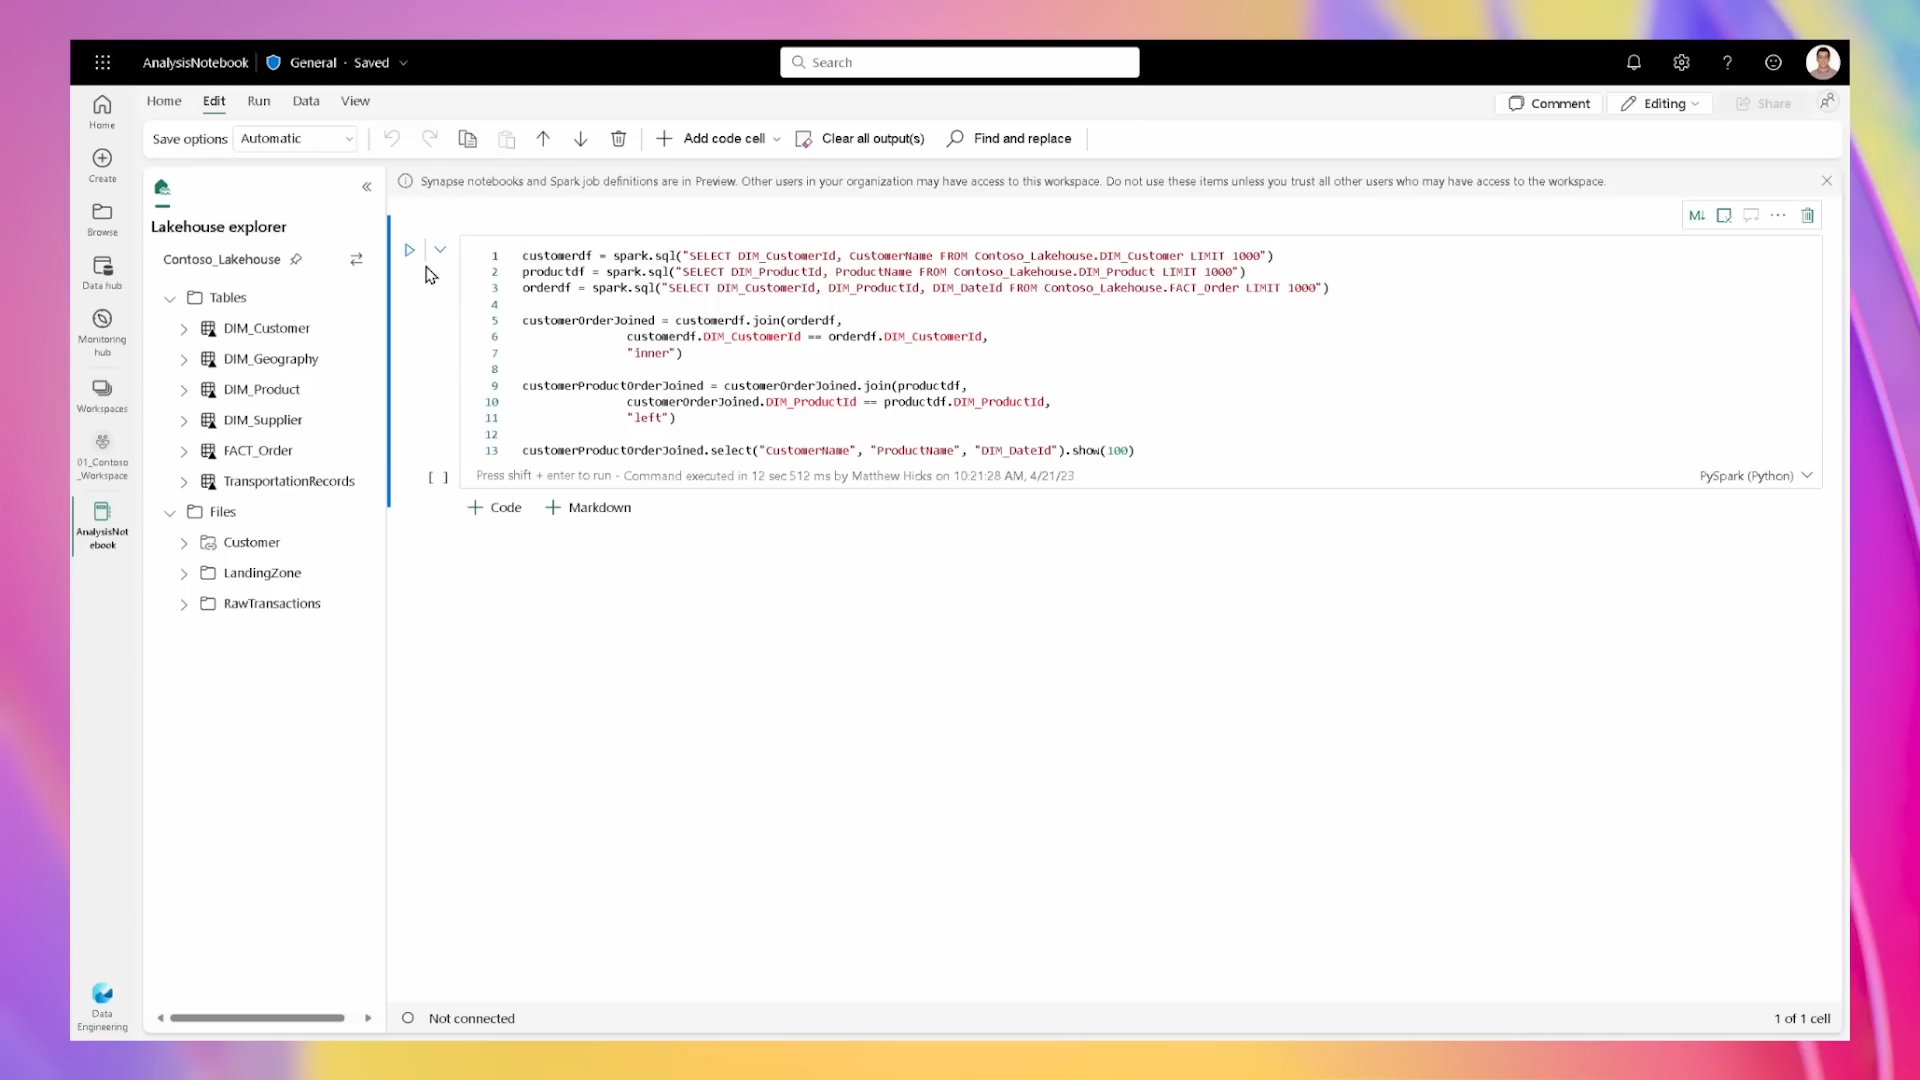 AnalysisNotebook General · Saved
Search
Home Edit Run Data View
Comment Editing Share
Save options Automatic Add code cell Clear all output(s) Find and replace
Home
Create
Browse
Data hub
Monitoring
hub
Workspaces
01_Contoso
_Workspace
AnalysisNot
ebook
Data
Engineering
Lakehouse explorer
Contoso_Lakehouse
Tables
DIM_Customer
DIM_Geography
DIM_Product
DIM_Supplier
FACT_Order
TransportationRecords
Files
Customer
LandingZone
RawTransactions
Synapse notebooks and Spark job definitions are in Preview. Other users in your organization may have access to this workspace. Do not use these items unless you trust all other users who may have access to the workspace.
M↓ ···
1 customerdf = spark.sql("SELECT DIM_CustomerId, CustomerName FROM Contoso_Lakehouse.DIM_Customer LIMIT 1000")
2 productdf = spark.sql("SELECT DIM_ProductId, ProductName FROM Contoso_Lakehouse.DIM_Product LIMIT 1000")
3 orderdf = spark.sql("SELECT DIM_CustomerId, DIM_ProductId, DIM_DateId FROM Contoso_Lakehouse.FACT_Order LIMIT 1000")
4
5 customerOrderJoined = customerdf.join(orderdf,
6 customerdf.DIM_CustomerId == orderdf.DIM_CustomerId,
7 "inner")
8
9 customerProductOrderJoined = customerOrderJoined.join(productdf,
10 customerOrderJoined.DIM_ProductId == productdf.DIM_ProductId,
11 "left")
12
13 customerProductOrderJoined.select("CustomerName", "ProductName", "DIM_DateId").show(100)
[ ] Press shift + enter to run - Command executed in 12 sec 512 ms by Matthew Hicks on 10:21:28 AM, 4/21/23 PySpark (Python)
+ Code + Markdown
Not connected 1 of 1 cell